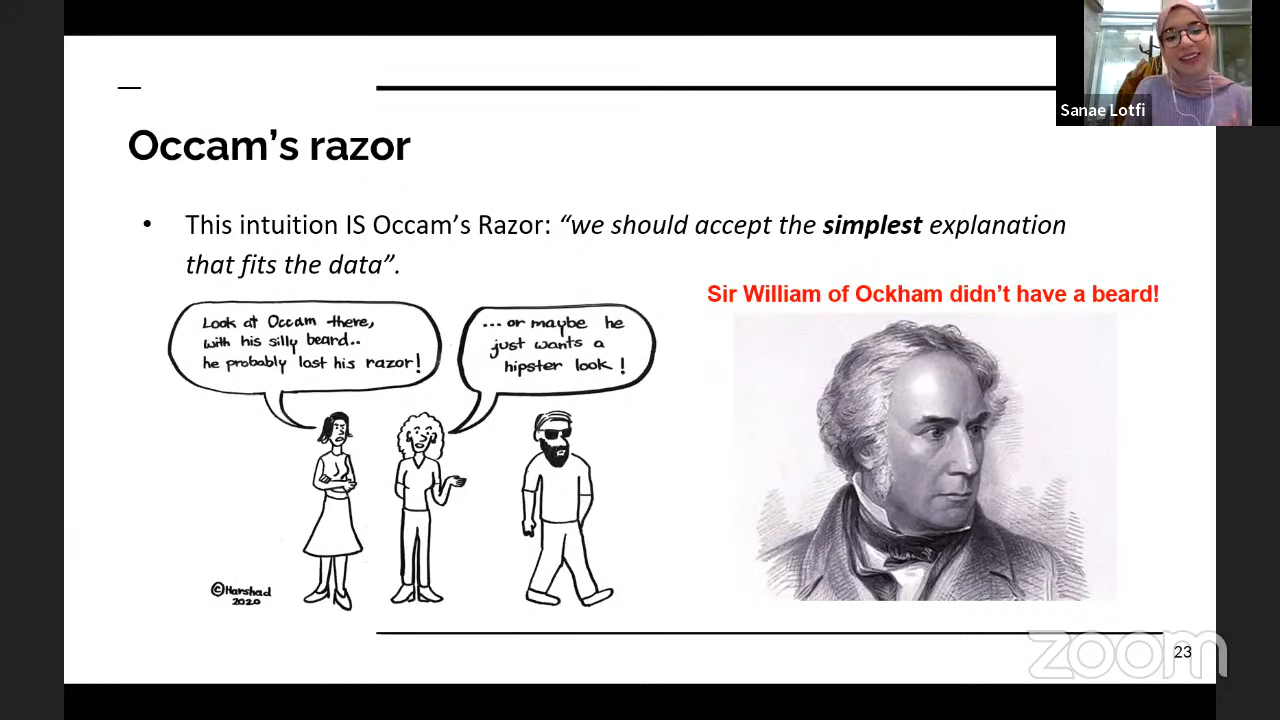 Sanae Lotfi
Occam's razor
• This intuition IS Occam's Razor: “we should accept the simplest explanation
that fits the data”.
Sir William of Ockham didn't have a beard!
Look at Occam there,
with his silly beard..
he probably lost his razor!
...or maybe he
just wants a
hipster look!
©Harshad
2020
zoom
23